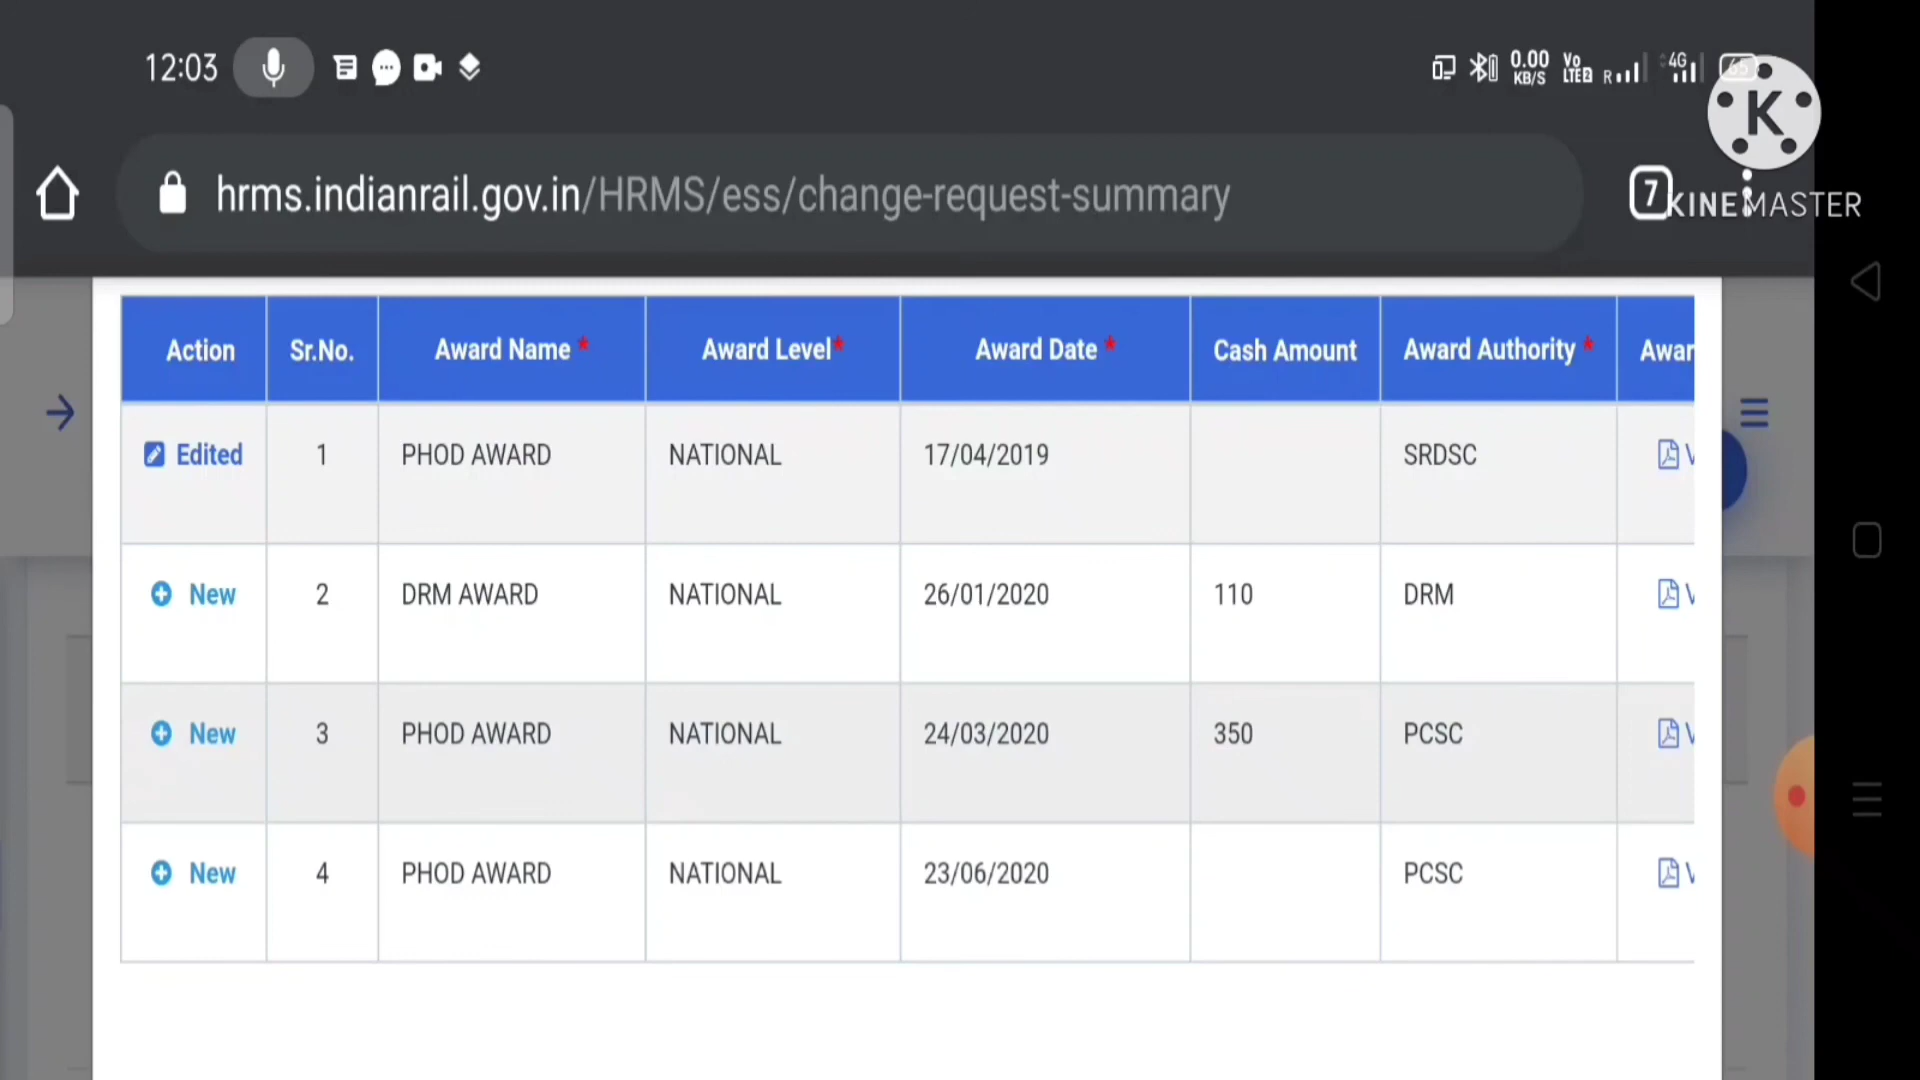 12:03 0.00 KB/S Vo LTE2 R 4G 65
hrms.indianrail.gov.in/HRMS/ess/change-request-summary 7
K
KINEMASTER
Action Sr.No. Award Name * Award Level* Award Date * Cash Amount Award Authority * Awar
Edited 1 PHOD AWARD NATIONAL 17/04/2019 SRDSC
New 2 DRM AWARD NATIONAL 26/01/2020 110 DRM
New 3 PHOD AWARD NATIONAL 24/03/2020 350 PCSC
New 4 PHOD AWARD NATIONAL 23/06/2020 PCSC